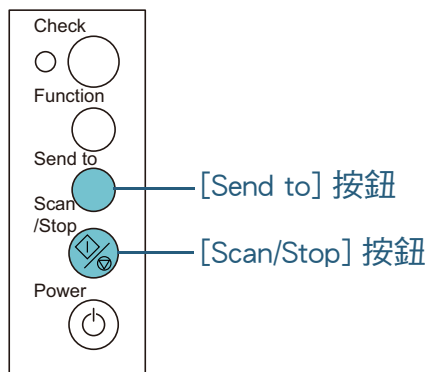 Check
Function
Send to
[Send to] 按鈕
Scan
/Stop
[Scan/Stop] 按鈕
Power